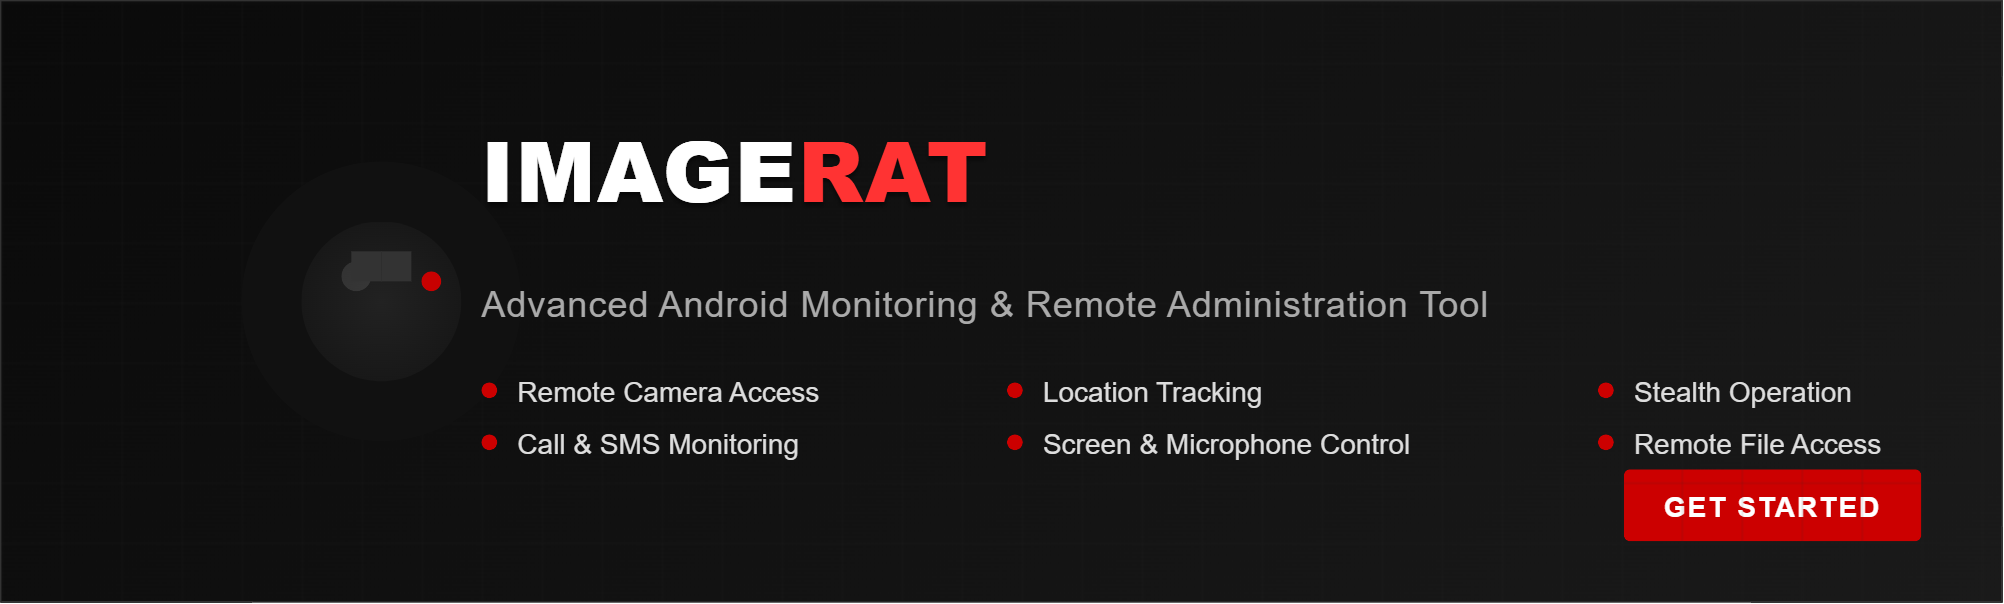 IMAGERAT
Advanced Android Monitoring & Remote Administration Tool
Remote Camera Access
Location Tracking
Stealth Operation
Call & SMS Monitoring
Screen & Microphone Control
Remote File Access
GET STARTED